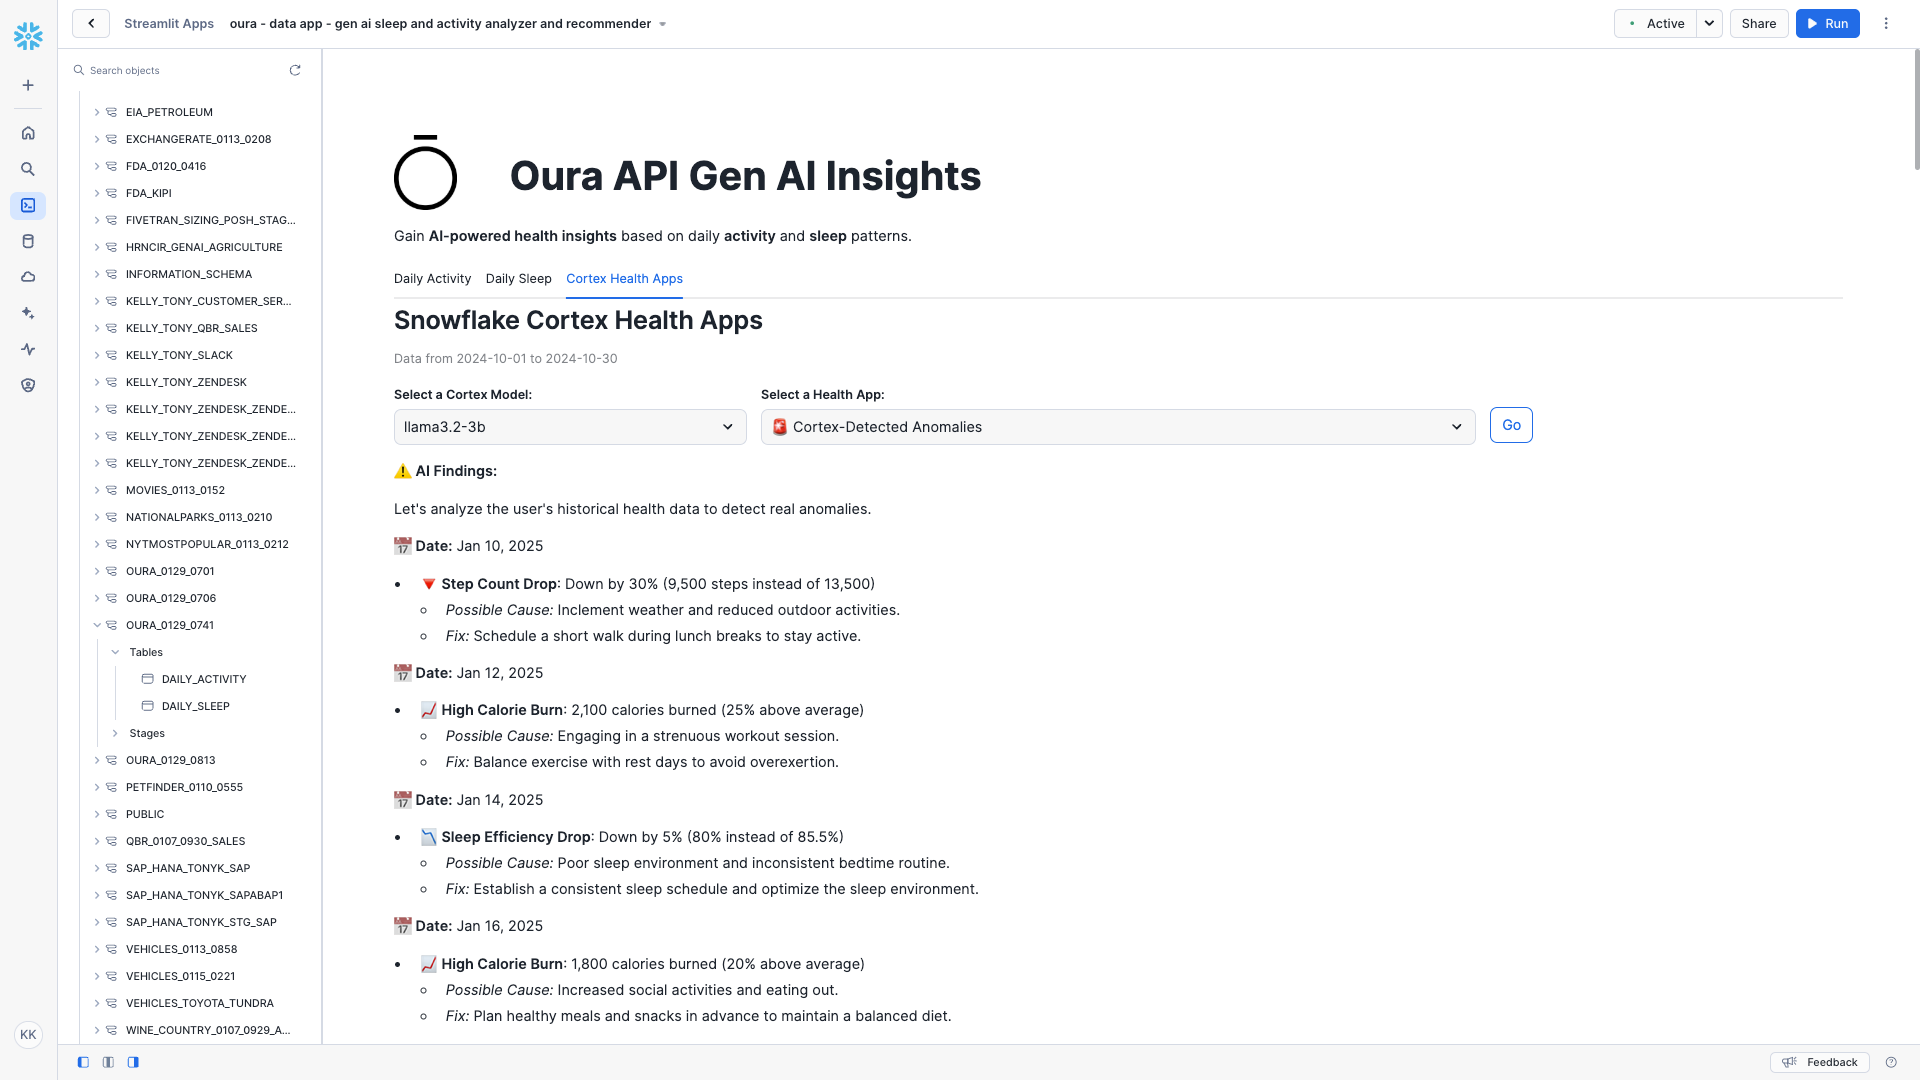 Streamlit Apps
oura - data app - gen ai sleep and activity analyzer and recommender
Active
Share
Run
Search objects
EIA_PETROLEUM
EXCHANGERATE_0113_0208
FDA_0120_0416
FDA_KIPI
FIVETRAN_SIZING_POSH_STAG...
HRNCIR_GENAI_AGRICULTURE
INFORMATION_SCHEMA
KELLY_TONY_CUSTOMER_SER...
KELLY_TONY_QBR_SALES
KELLY_TONY_SLACK
KELLY_TONY_ZENDESK
KELLY_TONY_ZENDESK_ZENDE...
KELLY_TONY_ZENDESK_ZENDE...
KELLY_TONY_ZENDESK_ZENDE...
MOVIES_0113_0152
NATIONALPARKS_0113_0210
NYTMOSTPOPULAR_0113_0212
OURA_0129_0701
OURA_0129_0706
OURA_0129_0741
Tables
DAILY_ACTIVITY
DAILY_SLEEP
Stages
OURA_0129_0813
PETFINDER_0110_0555
PUBLIC
QBR_0107_0930_SALES
SAP_HANA_TONYK_SAP
SAP_HANA_TONYK_SAPABAP1
SAP_HANA_TONYK_STG_SAP
VEHICLES_0113_0858
VEHICLES_0115_0221
VEHICLES_TOYOTA_TUNDRA
WINE_COUNTRY_0107_0929_A...
KK
Oura API Gen AI Insights
Gain AI-powered health insights based on daily activity and sleep patterns.
Daily Activity Daily Sleep Cortex Health Apps
Snowflake Cortex Health Apps
Data from 2024-10-01 to 2024-10-30
Select a Cortex Model:
llama3.2-3b
Select a Health App:
🚨 Cortex-Detected Anomalies
Go
⚠️ AI Findings:
Let's analyze the user's historical health data to detect real anomalies.
📅 Date: Jan 10, 2025
• 🔻 Step Count Drop: Down by 30% (9,500 steps instead of 13,500)
Possible Cause: Inclement weather and reduced outdoor activities.
Fix: Schedule a short walk during lunch breaks to stay active.
📅 Date: Jan 12, 2025
• 📈 High Calorie Burn: 2,100 calories burned (25% above average)
Possible Cause: Engaging in a strenuous workout session.
Fix: Balance exercise with rest days to avoid overexertion.
📅 Date: Jan 14, 2025
• 📉 Sleep Efficiency Drop: Down by 5% (80% instead of 85.5%)
Possible Cause: Poor sleep environment and inconsistent bedtime routine.
Fix: Establish a consistent sleep schedule and optimize the sleep environment.
📅 Date: Jan 16, 2025
• 📈 High Calorie Burn: 1,800 calories burned (20% above average)
Possible Cause: Increased social activities and eating out.
Fix: Plan healthy meals and snacks in advance to maintain a balanced diet.
Feedback